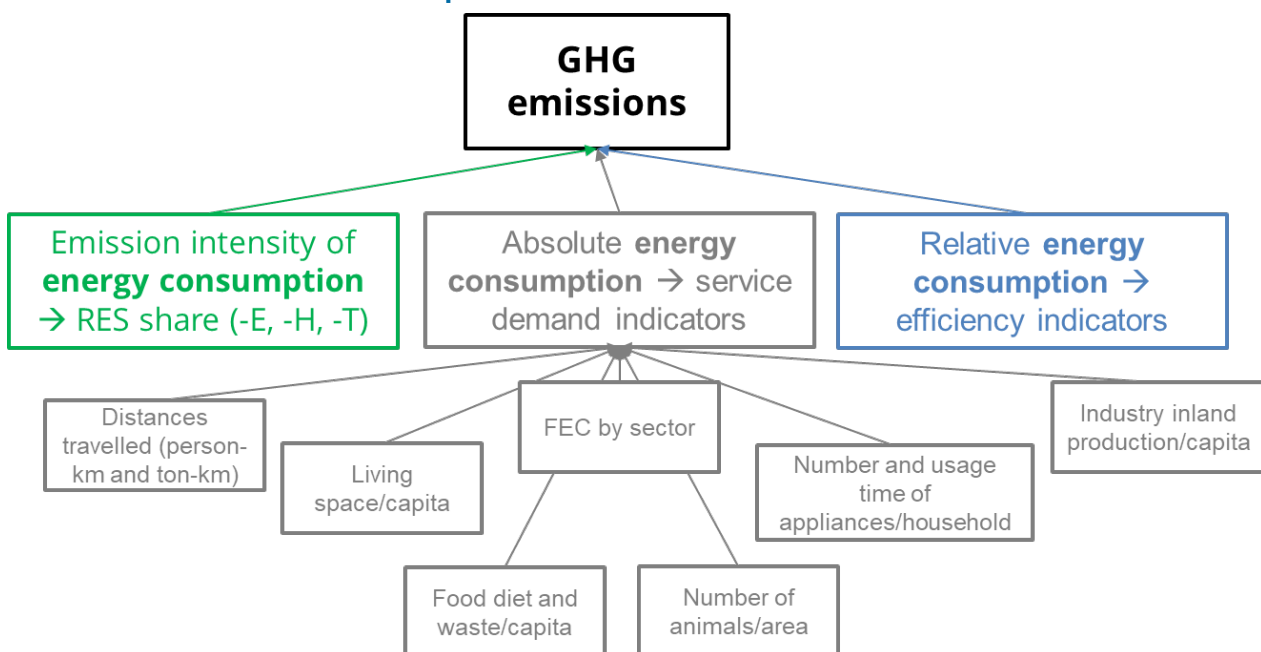 GHG
emissions
Emission intensity of
energy consumption
→ RES share (-E, -H, -T)
Absolute energy
consumption → service
demand indicators
Relative energy
consumption →
efficiency indicators
Distances
travelled (person-
km and ton-km)
Living
space/capita
FEC by sector
Number and usage
time of
appliances/household
Industry inland
production/capita
Food diet and
waste/capita
Number of
animals/area